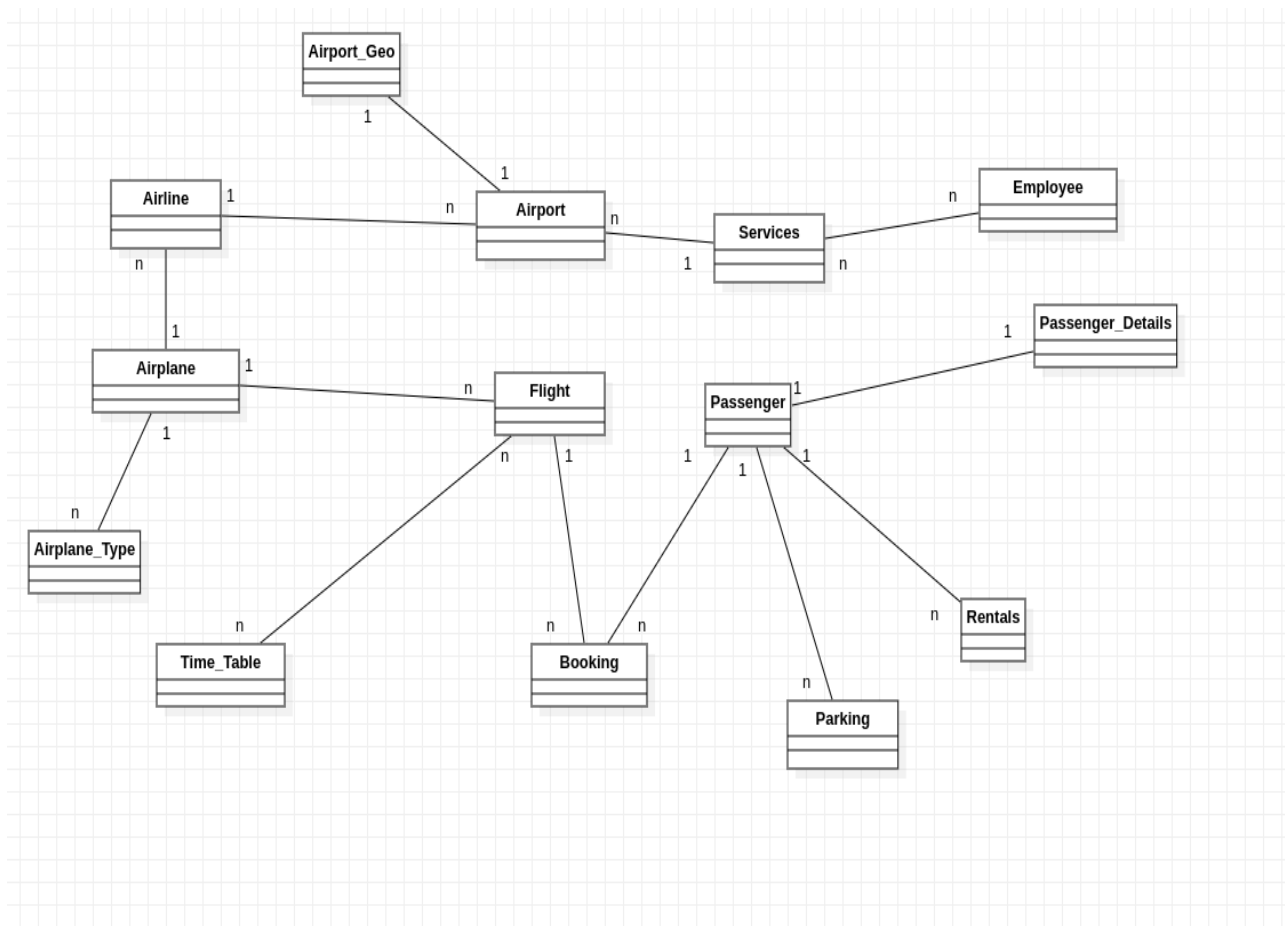 Airport_Geo
1
1
Airline
1
n
Airport
n
1
Services
n
n
Employee
n
1
Airplane
1
n
Flight
1
Passenger_Details
1
Passenger
1
n
Airplane_Type
n
1
1
1
1
n
Time_Table
n
n
Booking
n
Rentals
n
Parking